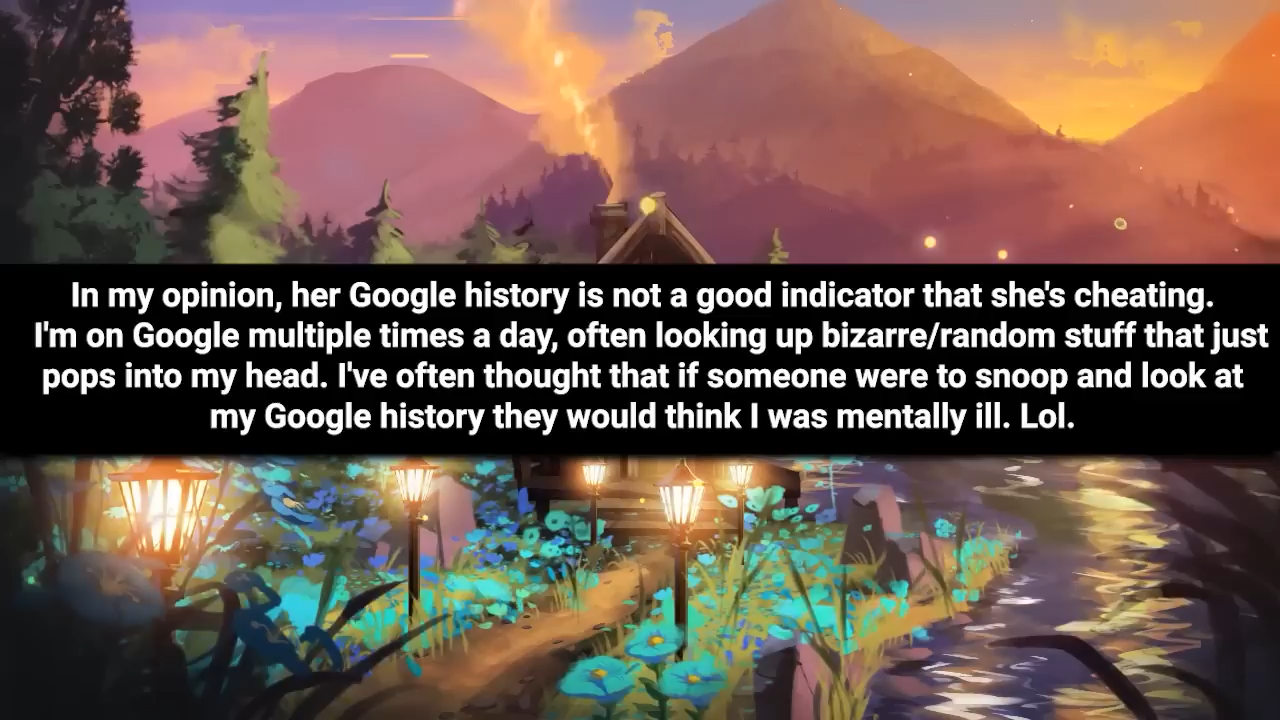 In my opinion, her Google history is not a good indicator that she's cheating.
I'm on Google multiple times a day, often looking up bizarre/random stuff that just
pops into my head. I've often thought that if someone were to snoop and look at
my Google history they would think I was mentally ill. Lol.